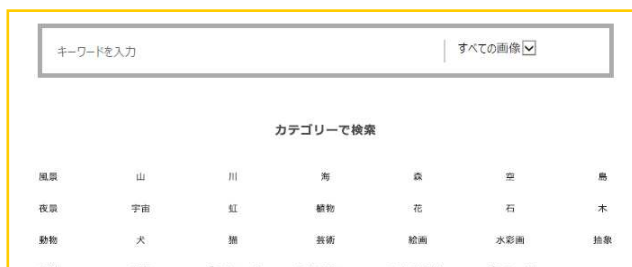 キーワードを入力 すべての画像
カテゴリーで検索
風景 山 川 海 森 空 島
夜景 宇宙 虹 植物 花 石 木
動物 犬 猫 芸術 絵画 水彩画 抽象